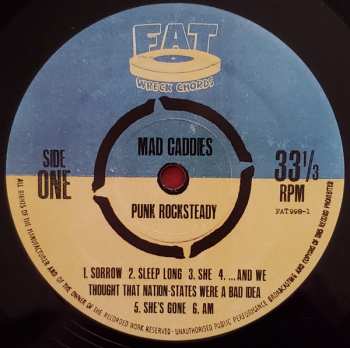 FAT
WRECK CHORDS
MAD CADDIES
SIDE
ONE
33 1/3
RPM
PUNK ROCKSTEADY
FAT998-1
1. SORROW 2. SLEEP LONG 3. SHE 4. ...AND WE
THOUGHT THAT NATION-STATES WERE A BAD IDEA
5. SHE'S GONE 6. AM
ALL RIGHTS OF THE MANUFACTURER AND OF THE OWNER OF THE RECORDED WORK RESERVED · UNAUTHORISED PUBLIC PERFORMANCE BROADCASTING AND COPYING OF THIS RECORD PROHIBITED